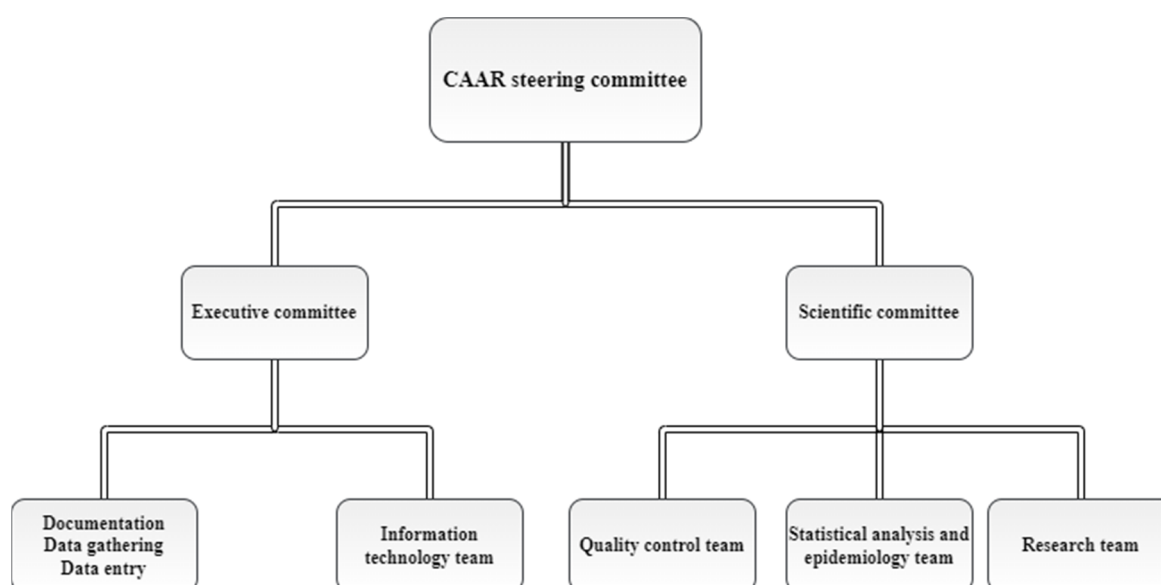 CAAR steering committee
Executive committee
Scientific committee
Documentation
Data gathering
Data entry
Information
technology team
Quality control team
Statistical analysis and
epidemiology team
Research team